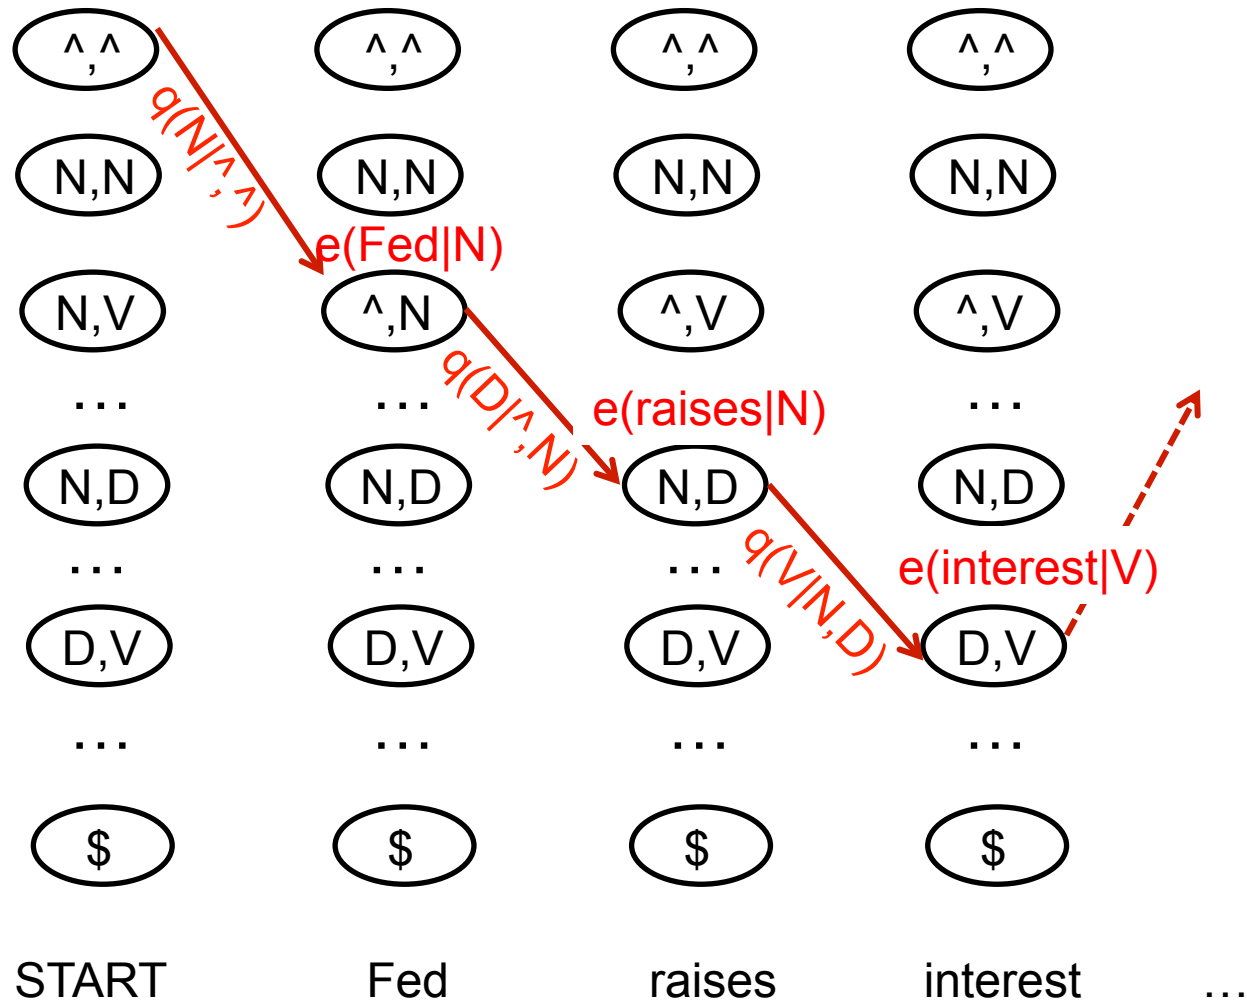 ^,^ ^,^ ^,^ ^,^
q(N|^,^)
N,N N,N N,N N,N
e(Fed|N)
N,V ^,N ^,V ^,V
q(D|^,N)
... ... e(raises|N) ...
N,D N,D N,D N,D
q(V|N,D)
... ... ... e(interest|V)
D,V D,V D,V D,V
... ... ... ...
$ $ $ $
START Fed raises interest ...